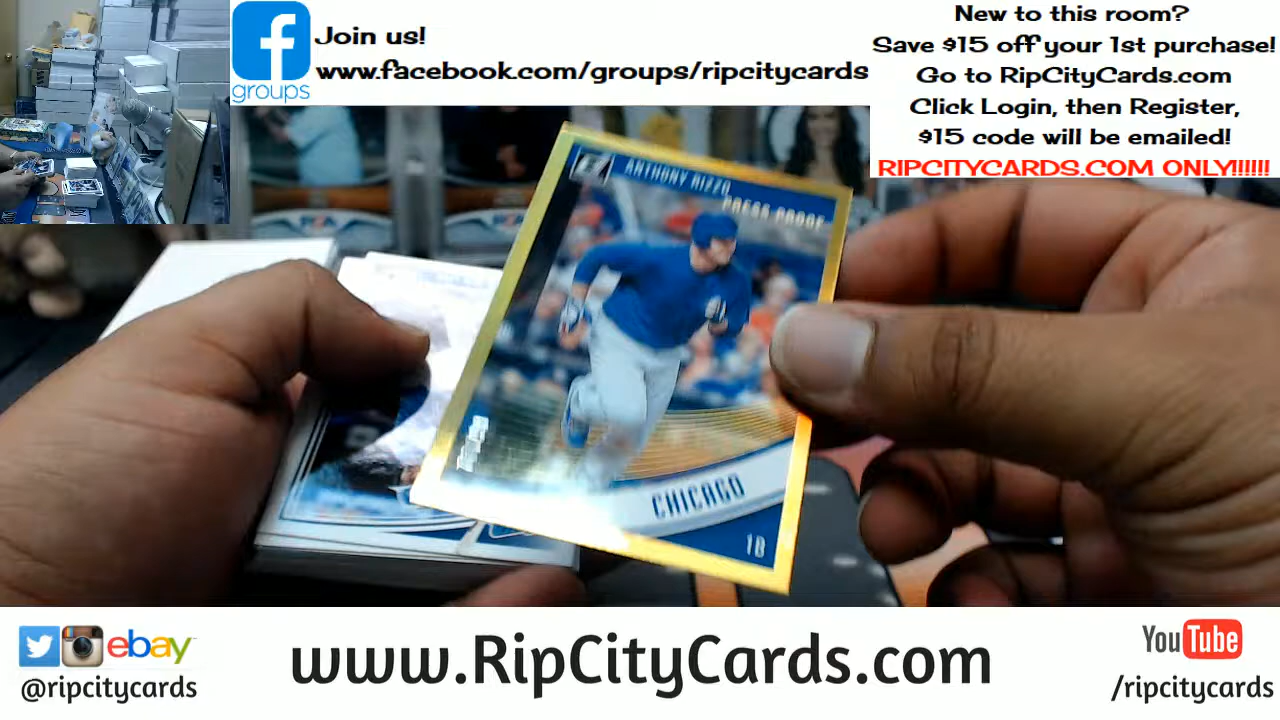 groups
Join us!
www.facebook.com/groups/ripcitycards
New to this room?
Save $15 off your 1st purchase!
Go to RipCityCards.com
Click Login, then Register,
$15 code will be emailed!
RIPCITYCARDS.COM ONLY!!!!!
ANTHONY RIZZO
PRESS PROOF
CHICAGO
1B
ebay
@ripcitycards
www.RipCityCards.com
YouTube
/ripcitycards